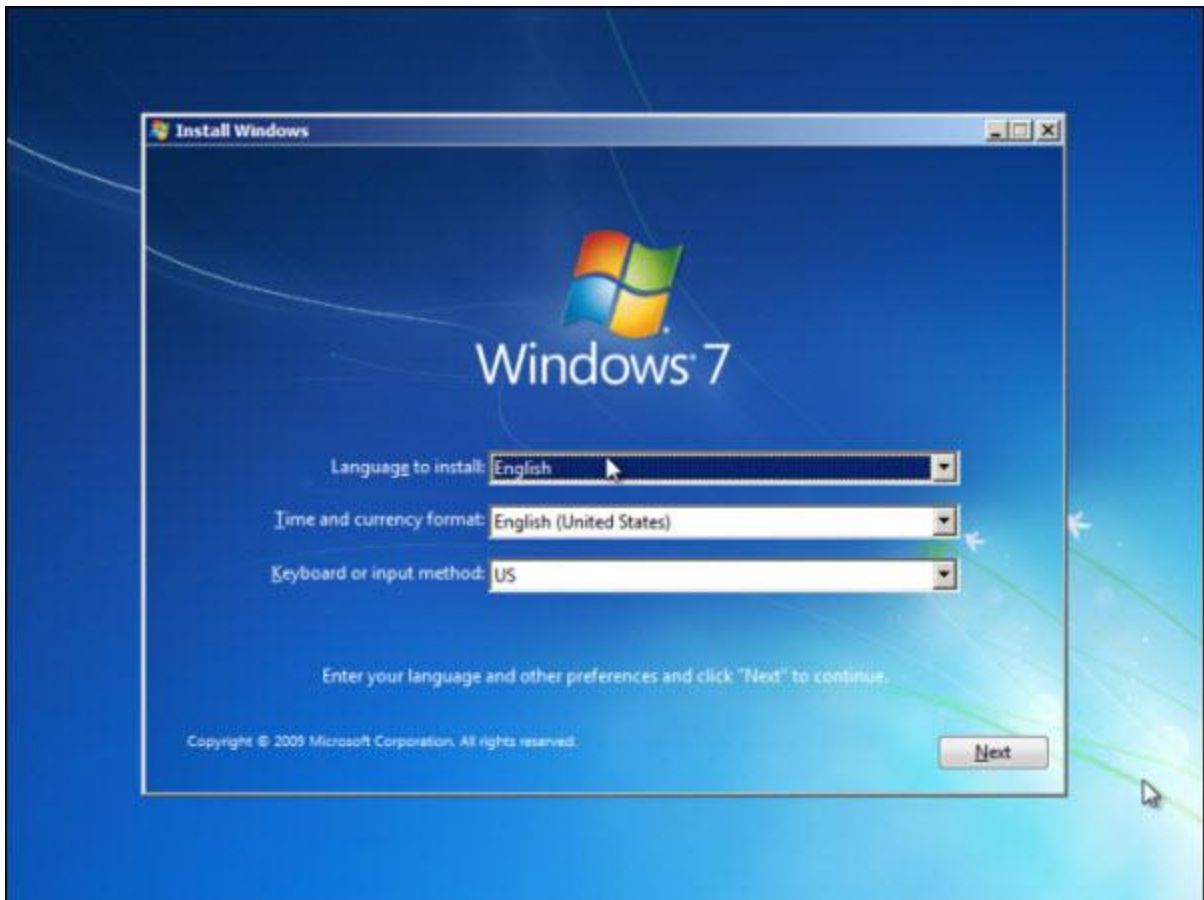 Install Windows
Windows® 7
Language to install: English
Time and currency format: English (United States)
Keyboard or input method: US
Enter your language and other preferences and click "Next" to continue.
Copyright © 2009 Microsoft Corporation. All rights reserved.
Next